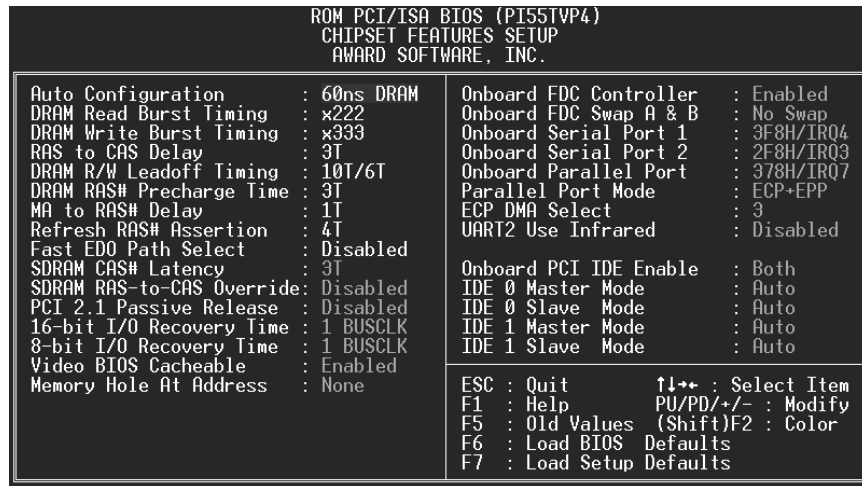 ROM PCI/ISA BIOS (PI55TVP4)
CHIPSET FEATURES SETUP
AWARD SOFTWARE, INC.
Auto Configuration : 60ns DRAM
DRAM Read Burst Timing : x222
DRAM Write Burst Timing : x333
RAS to CAS Delay : 3T
DRAM R/W Leadoff Timing : 10T/6T
DRAM RAS# Precharge Time : 3T
MA to RAS# Delay : 1T
Refresh RAS# Assertion : 4T
Fast EDO Path Select : Disabled
SDRAM CAS# Latency : 3T
SDRAM RAS-to-CAS Override: Disabled
PCI 2.1 Passive Release : Disabled
16-bit I/O Recovery Time : 1 BUSCLK
8-bit I/O Recovery Time : 1 BUSCLK
Video BIOS Cacheable : Enabled
Memory Hole At Address : None
Onboard FDC Controller : Enabled
Onboard FDC Swap A & B : No Swap
Onboard Serial Port 1 : 3F8H/IRQ4
Onboard Serial Port 2 : 2F8H/IRQ3
Onboard Parallel Port : 378H/IRQ7
Parallel Port Mode : ECP+EPP
ECP DMA Select : 3
UART2 Use Infrared : Disabled
Onboard PCI IDE Enable : Both
IDE 0 Master Mode : Auto
IDE 0 Slave Mode : Auto
IDE 1 Master Mode : Auto
IDE 1 Slave Mode : Auto
ESC : Quit ↑↓→← : Select Item
F1 : Help PU/PD/+/- : Modify
F5 : Old Values (Shift)F2 : Color
F6 : Load BIOS Defaults
F7 : Load Setup Defaults